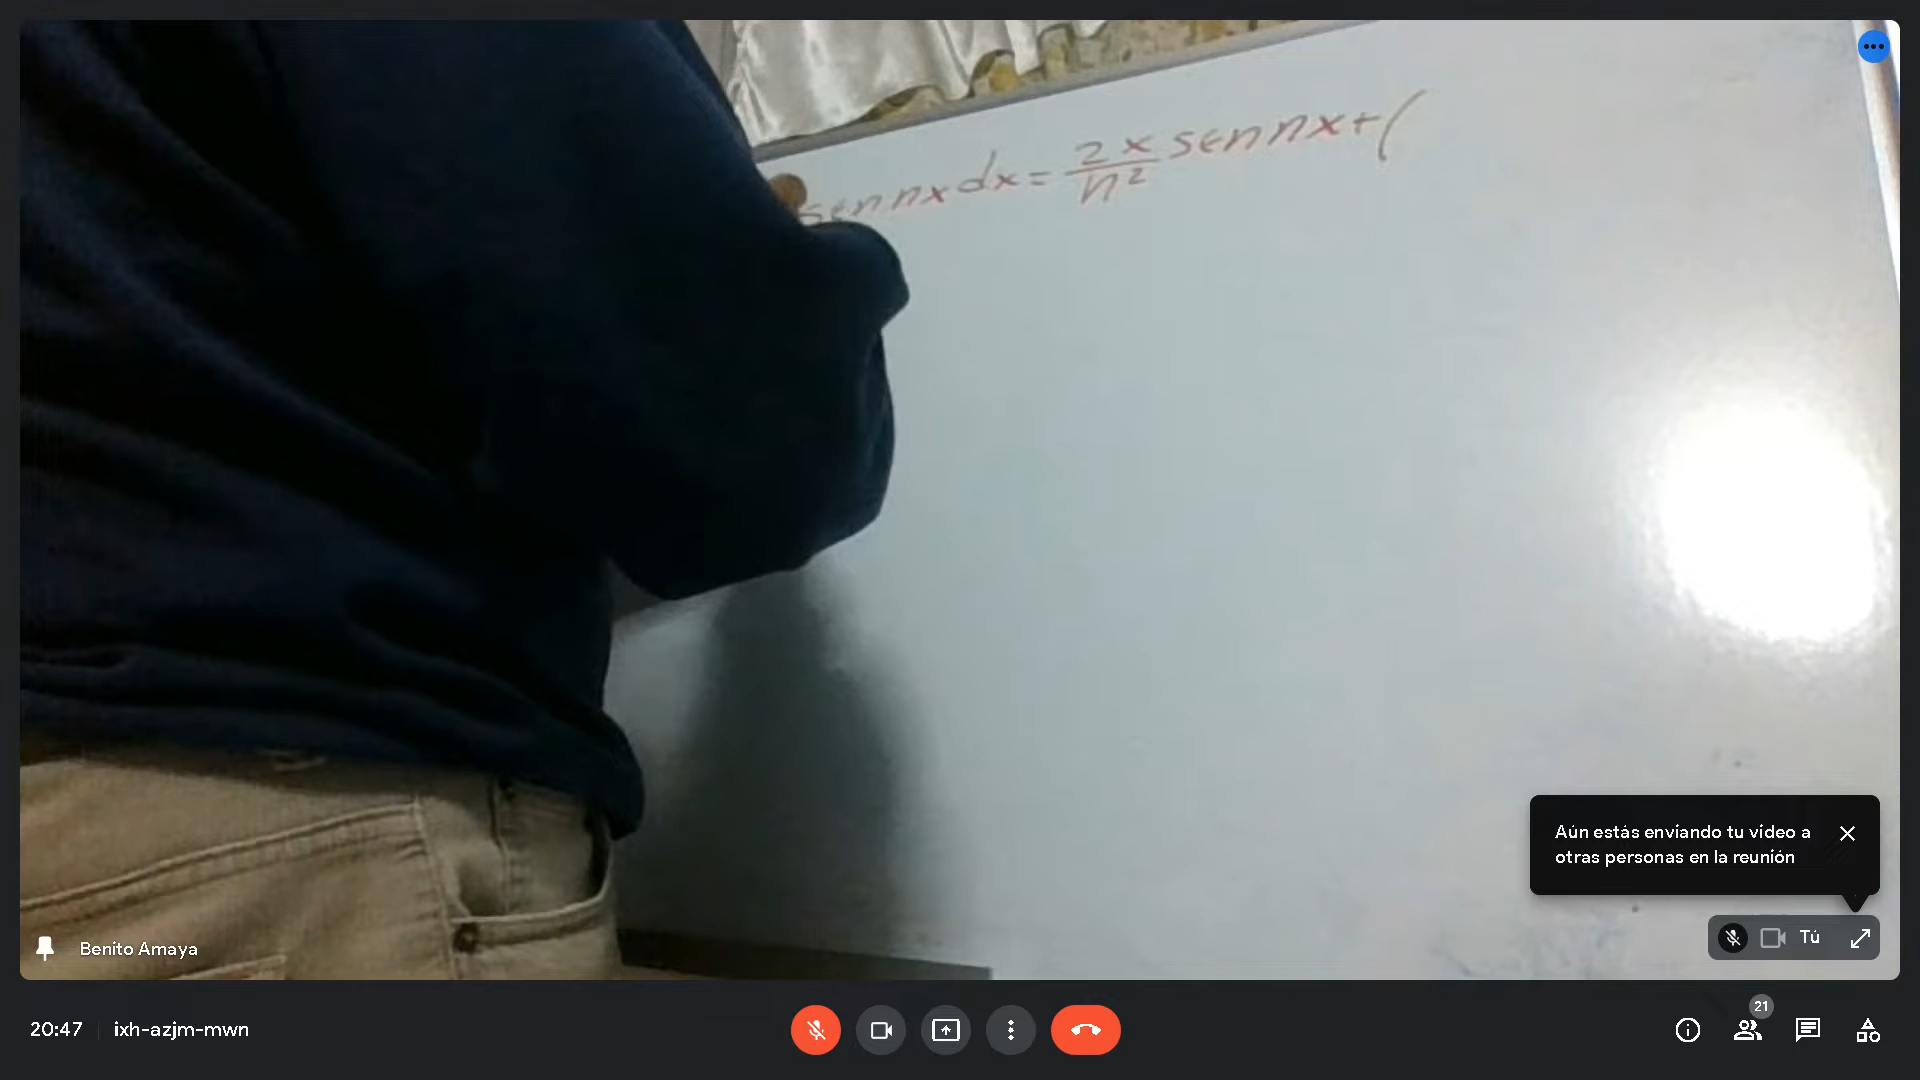 sen nx dx = 2x/n² sen nx + (
Aún estás enviando tu video a
otras personas en la reunión
Tú
Benito Amaya
20:47 ixh-azjm-mwn
21